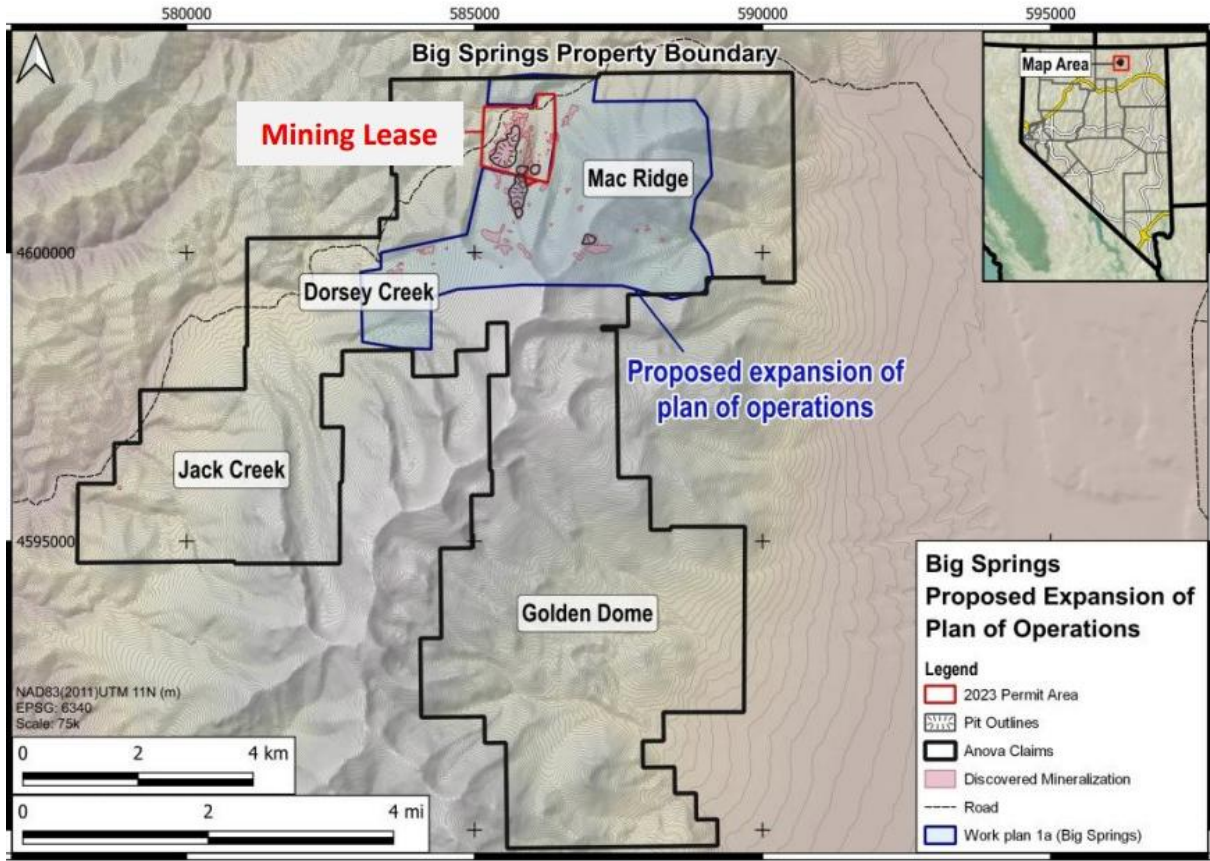 580000
585000
590000
595000
Big Springs Property Boundary
Map Area
Mining Lease
Mac Ridge
4600000
Dorsey Creek
Proposed expansion of
plan of operations
Jack Creek
4595000
Golden Dome
Big Springs
Proposed Expansion of
Plan of Operations
Legend
2023 Permit Area
Pit Outlines
Anova Claims
Discovered Mineralization
Road
Work plan 1a (Big Springs)
NAD83(2011)UTM 11N (m)
EPSG: 6340
Scale: 75k
0 2 4 km
0 2 4 mi